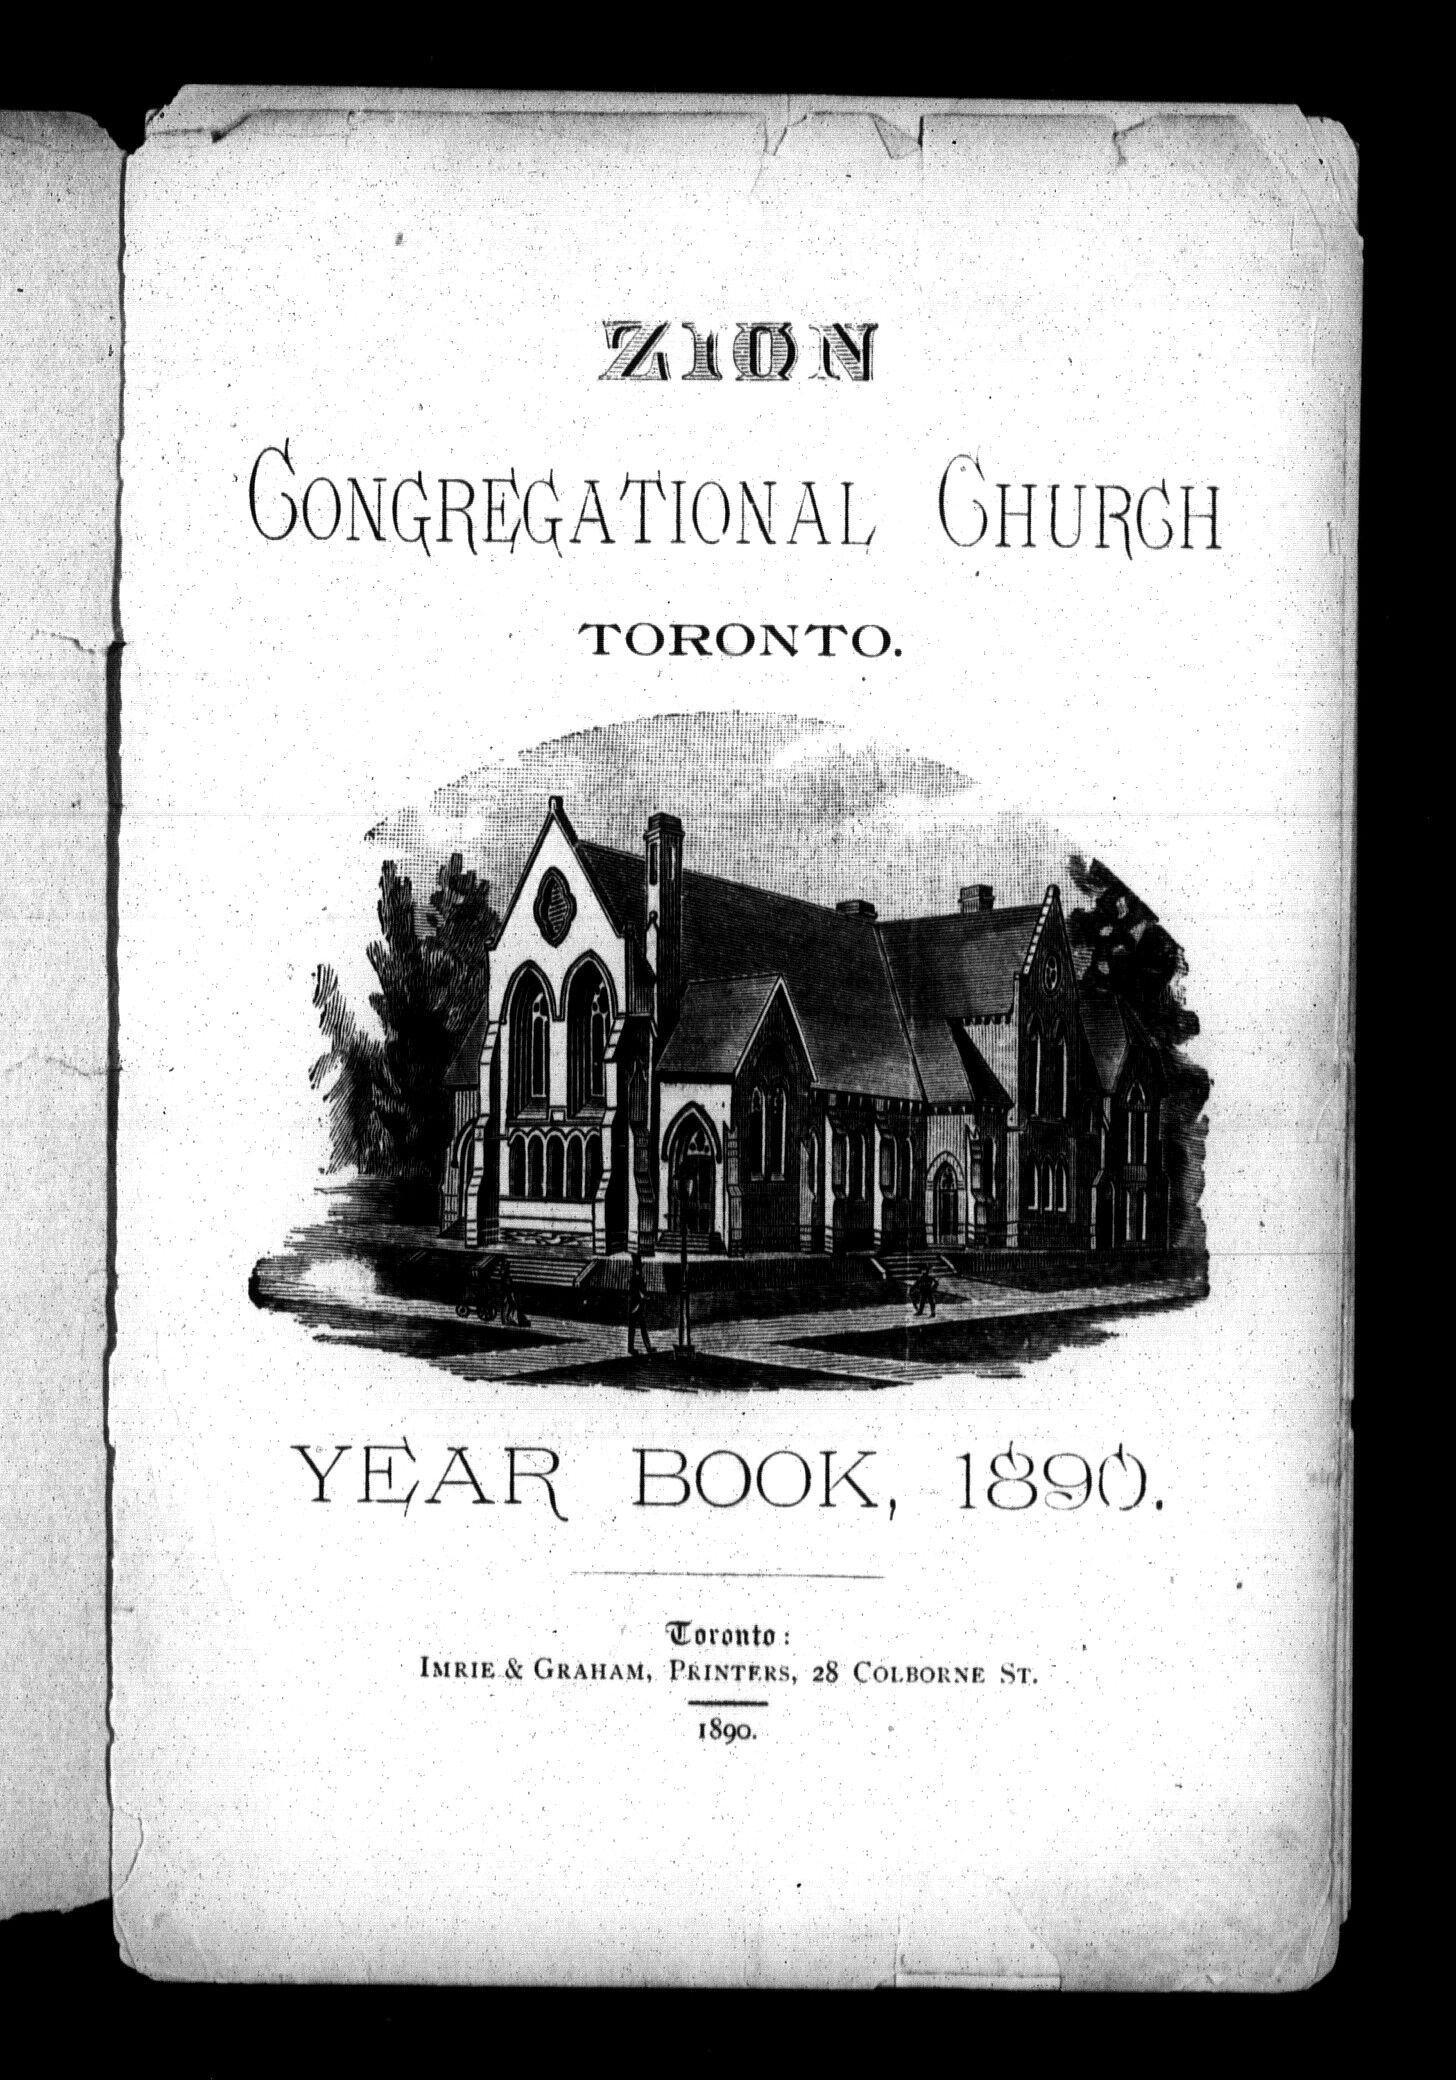 ZION
CONGREGATIONAL CHURCH
TORONTO.
YEAR BOOK, 1890.
Toronto:
IMRIE & GRAHAM, PRINTERS, 28 COLBORNE ST.
1890.